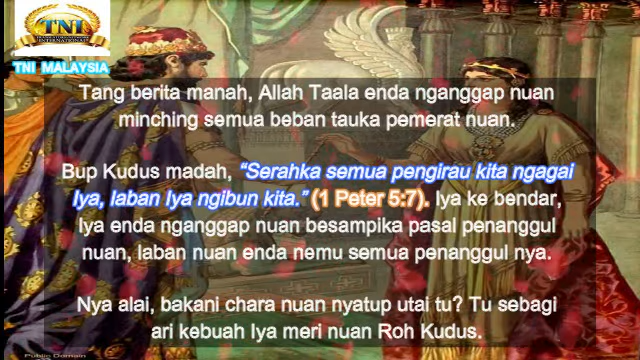 TNI
INTERNATIONAL
TNI MALAYSIA
Tang berita manah, Allah Taala enda nganggap nuan
minching semua beban tauka pemerat nuan.
Bup Kudus madah, “Serahka semua pengirau kita ngagai
Iya, laban Iya ngibun kita.” (1 Peter 5:7). Iya ke bendar,
Iya enda nganggap nuan besampika pasal penanggul
nuan, laban nuan enda nemu semua penanggul nya.
Nya alai, bakani chara nuan nyatup utai tu? Tu sebagi
ari kebuah Iya meri nuan Roh Kudus.
Public Domain